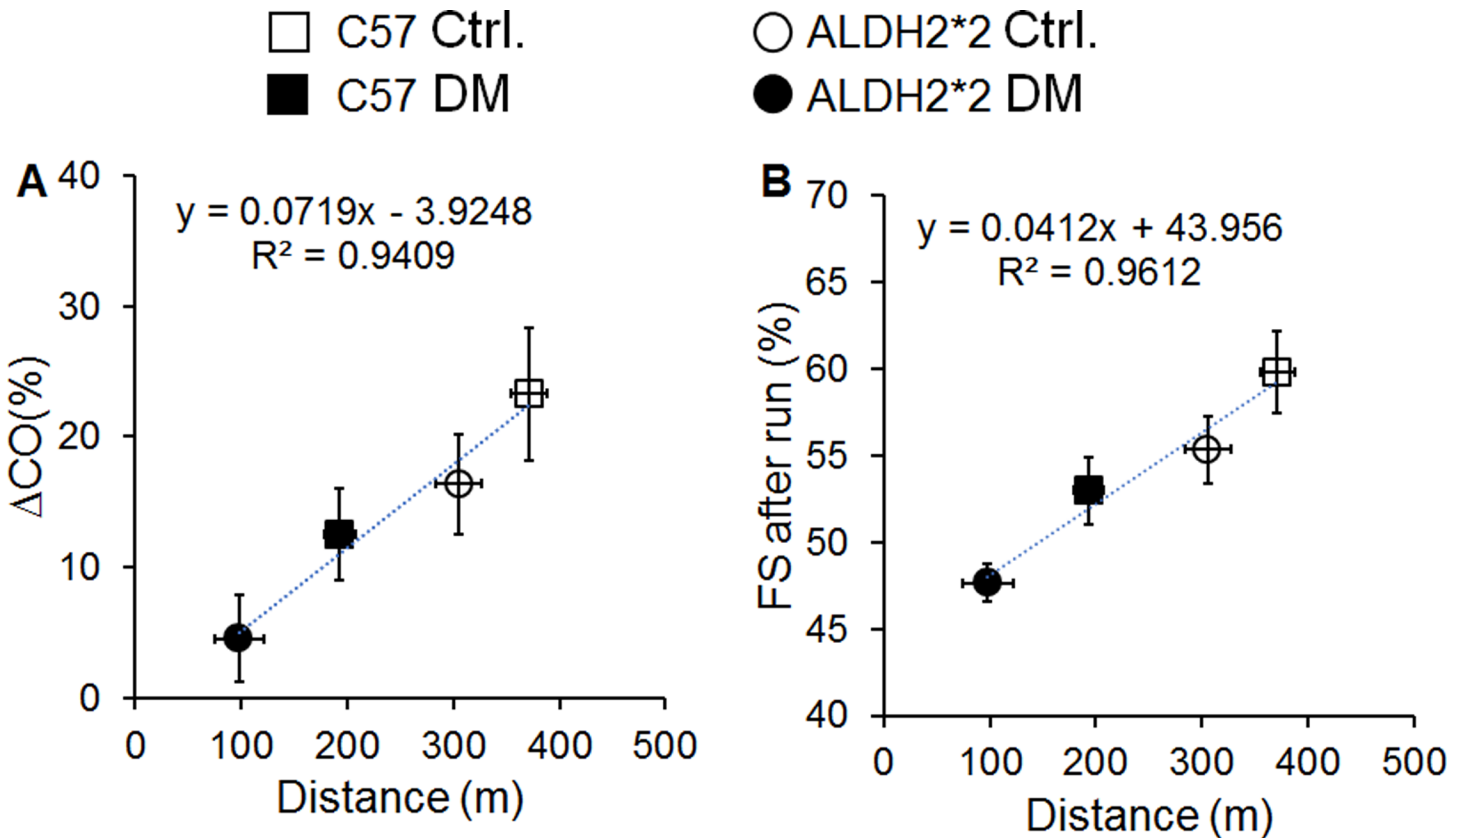 C57 Ctrl.
ALDH2*2 Ctrl.
C57 DM
ALDH2*2 DM
A
y = 0.0719x - 3.9248
R² = 0.9409
40
30
20
10
0
ΔCO(%)
0 100 200 300 400 500
Distance (m)
B
y = 0.0412x + 43.956
R² = 0.9612
70
65
60
55
50
45
40
FS after run (%)
0 100 200 300 400 500
Distance (m)